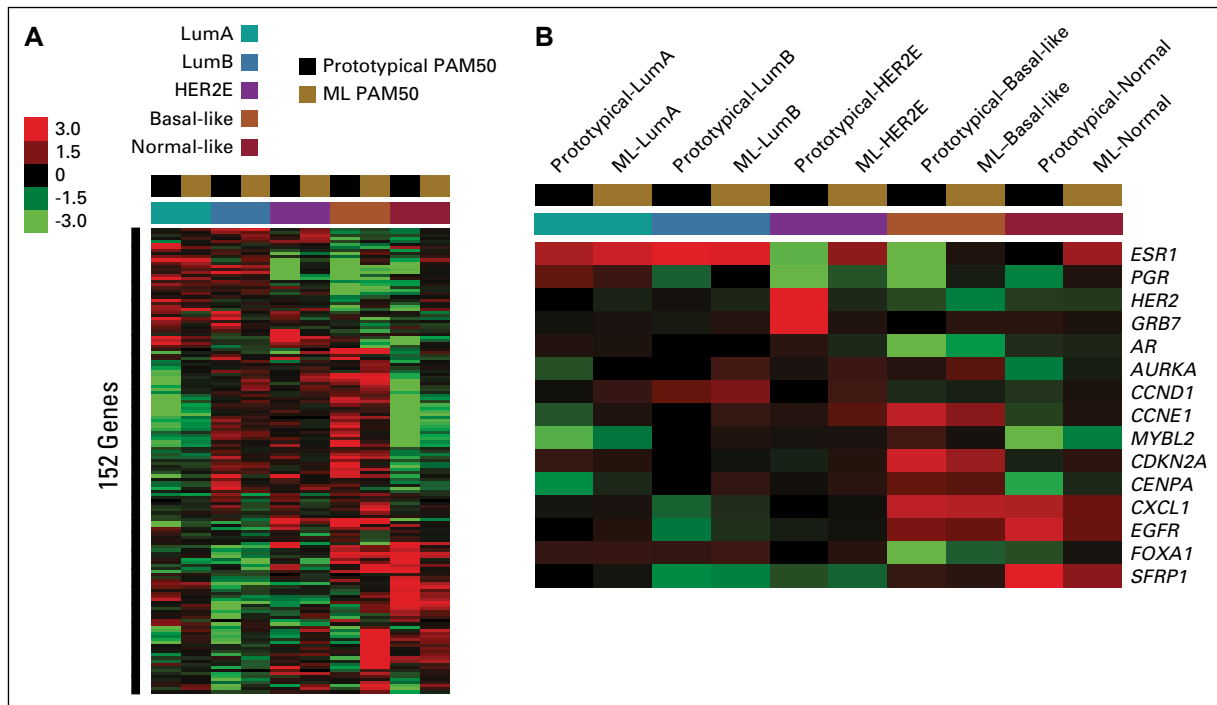 A
LumA
LumB
HER2E
Basal-like
Normal-like
Prototypical PAM50
ML PAM50
3.0
1.5
0
-1.5
-3.0
152 Genes
B
Prototypical-LumA
ML-LumA
Prototypical-LumB
ML-LumB
Prototypical-HER2E
ML-HER2E
Prototypical–Basal-like
ML–Basal-like
Prototypical-Normal
ML-Normal
ESR1
PGR
HER2
GRB7
AR
AURKA
CCND1
CCNE1
MYBL2
CDKN2A
CENPA
CXCL1
EGFR
FOXA1
SFRP1